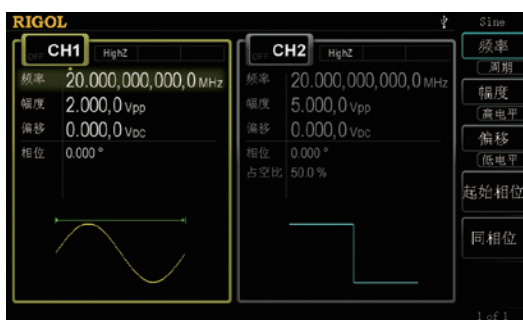 RIGOL
Sine
OFF CH1 HighZ
频率 20.000,000,000,0 MHz
幅度 2.000,0 Vpp
偏移 0.000,0 VDC
相位 0.000 °
OFF CH2 HighZ
频率 20.000,000,000,0 MHz
幅度 5.000,0 Vpp
偏移 0.000,0 VDC
相位 0.000 °
占空比 50.0 %
频率
周期
幅度
高电平
偏移
低电平
起始相位
同相位
1 of 1